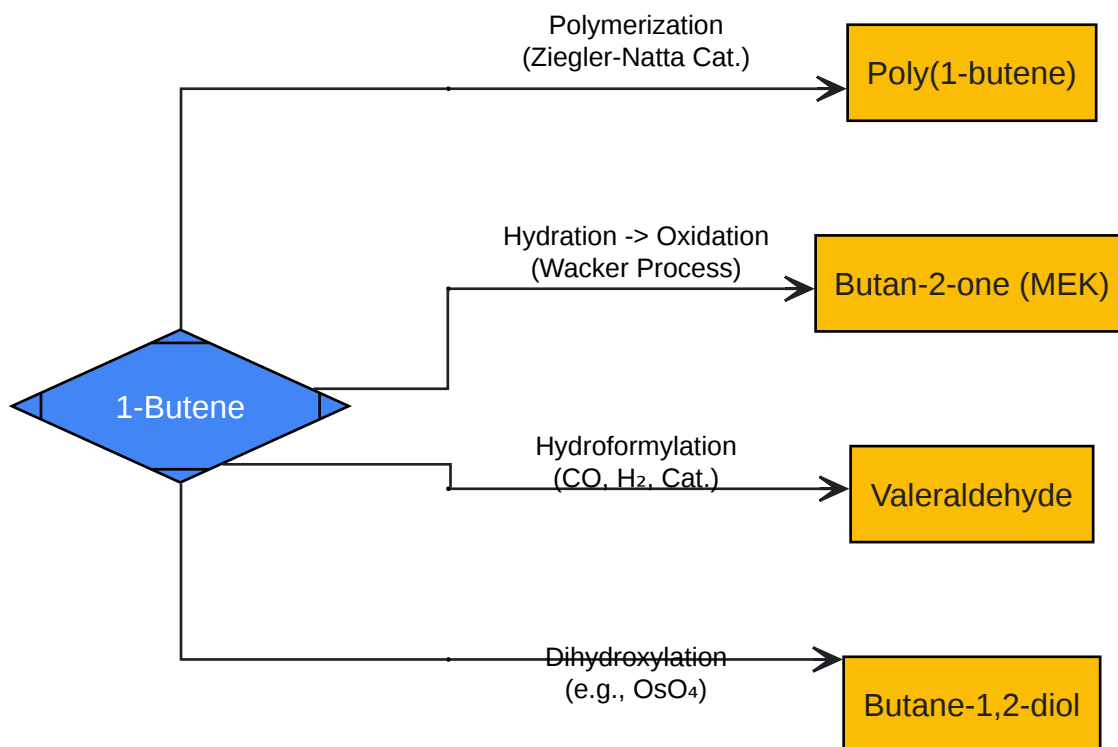 Polymerization
(Ziegler-Natta Cat.)
Poly(1-butene)
Hydration -> Oxidation
(Wacker Process)
Butan-2-one (MEK)
1-Butene
Hydroformylation
(CO, H₂, Cat.)
Valeraldehyde
Dihydroxylation
(e.g., OsO₄)
Butane-1,2-diol